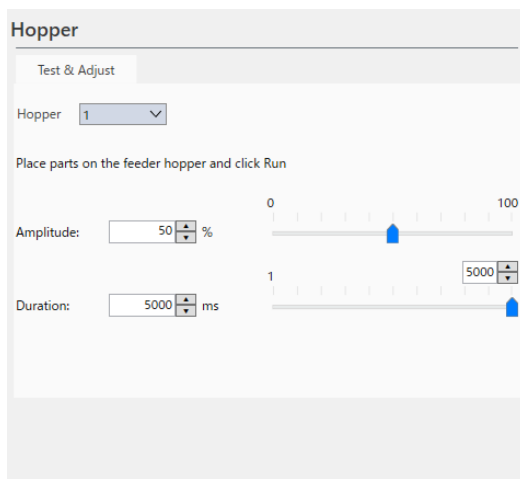 Hopper
Test & Adjust
Hopper 1
Place parts on the feeder hopper and click Run
0 100
Amplitude: 50 %
1 5000
Duration: 5000 ms